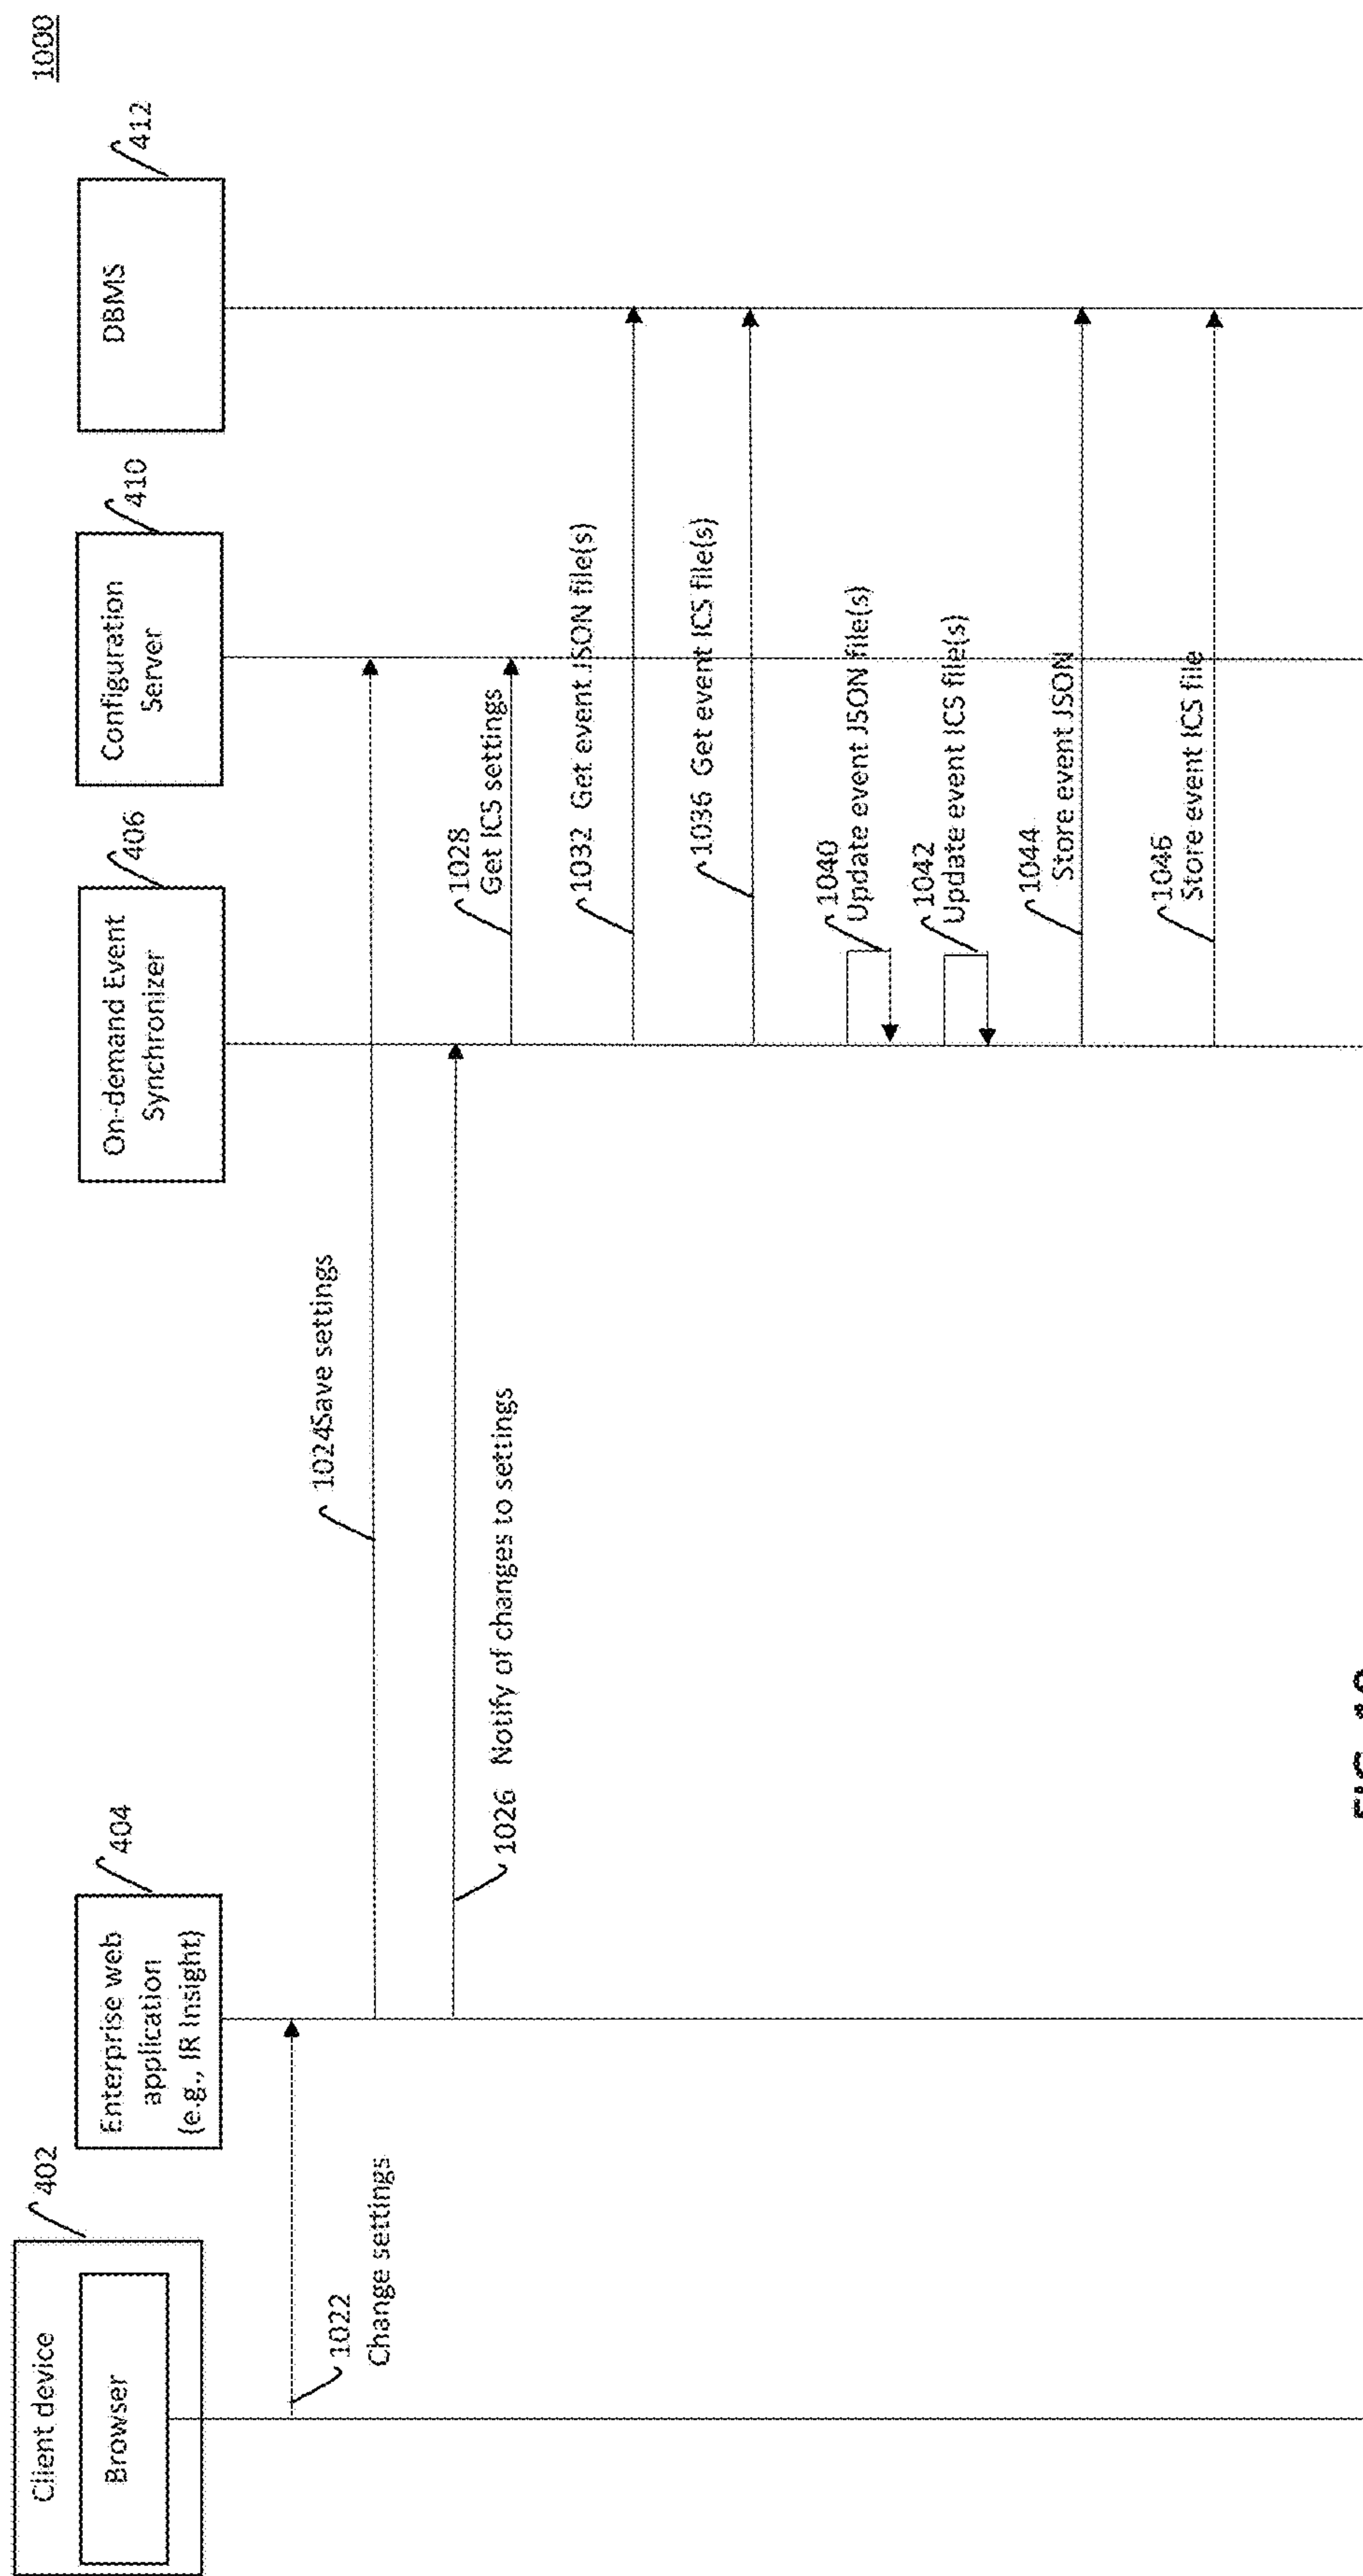 1000
Client device
Browser
402
Enterprise web
application
(e.g., IR Insight)
404
On-demand Event
Synchronizer
406
Configuration
Server
410
DBMS
412
1022
Change settings
1024Save settings
1026 Notify of changes to settings
1028
Get ICS settings
1032 Get event JSON file(s)
1036 Get event ICS file(s)
1040
Update event JSON file(s)
1042
Update event ICS file(s)
1044
Store event JSON
1046
Store event ICS file